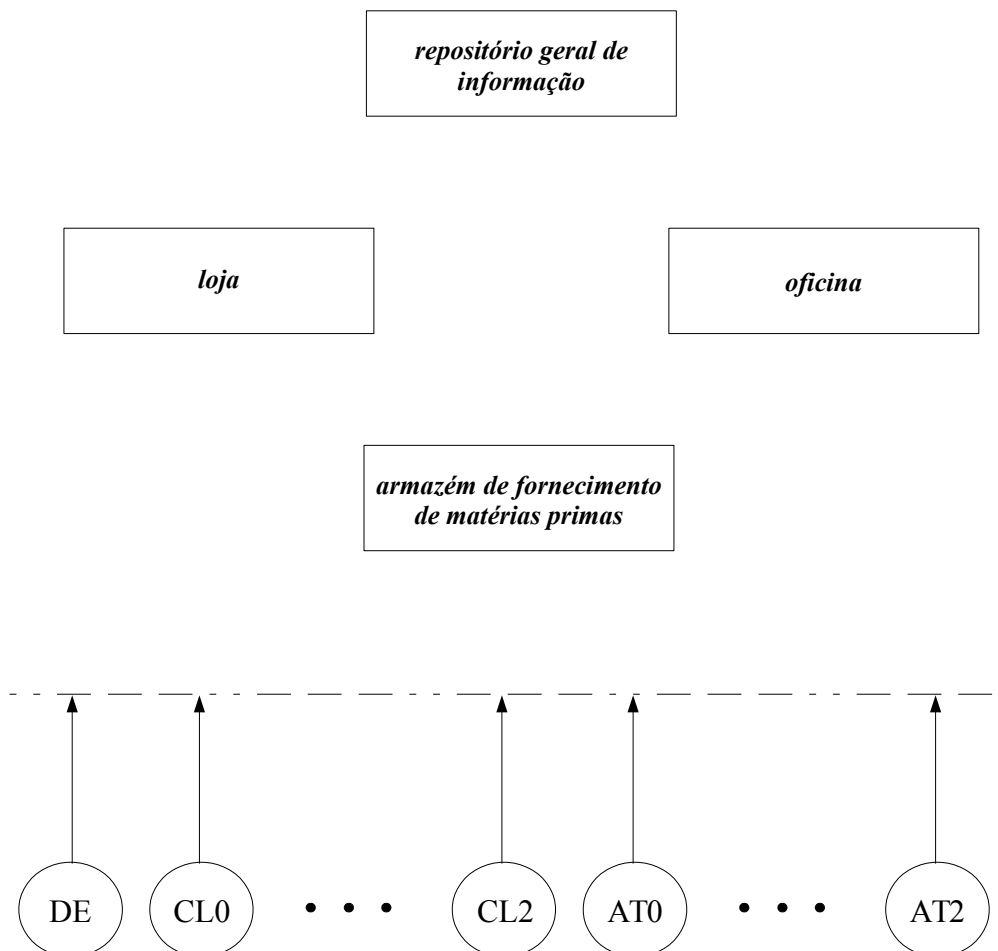 repositório geral de
informação
loja
oficina
armazém de fornecimento
de matérias primas
DE
CL0
CL2
AT0
AT2